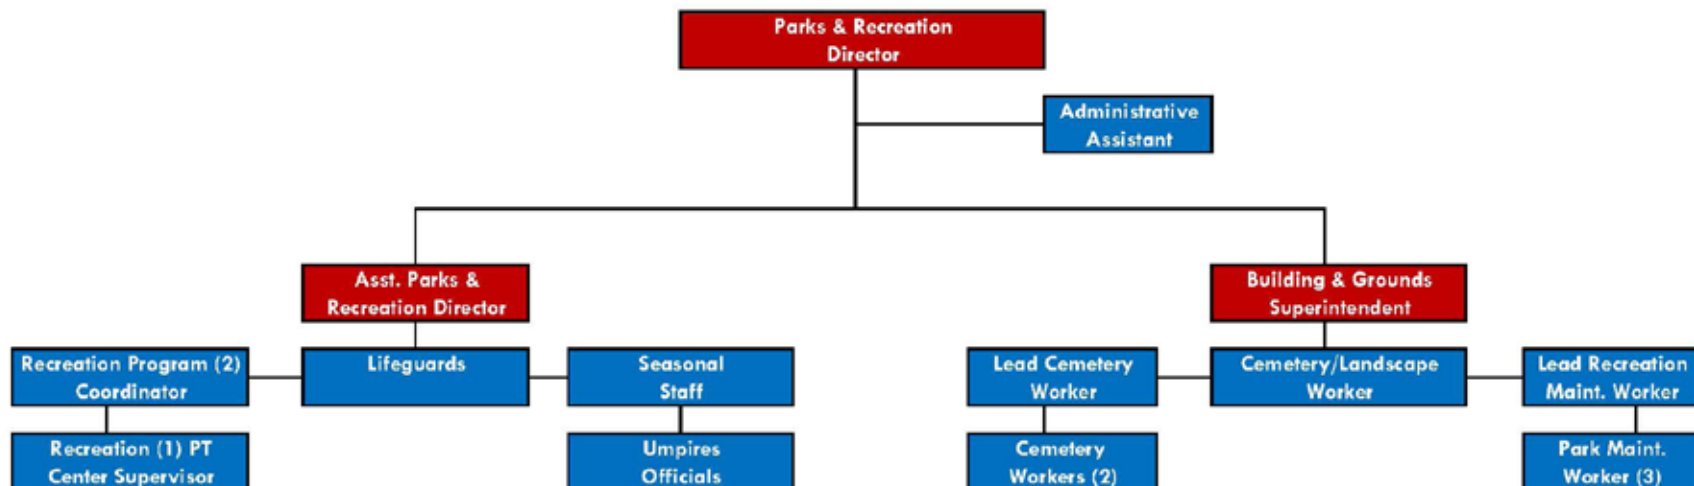 Parks & Recreation
Director
Administrative
Assistant
Asst. Parks &
Recreation Director
Building & Grounds
Superintendent
Recreation Program (2)
Coordinator
Lifeguards
Seasonal
Staff
Lead Cemetery
Worker
Cemetery/Landscape
Worker
Lead Recreation
Maint. Worker
Recreation (1) PT
Center Supervisor
Umpires
Officials
Cemetery
Workers (2)
Park Maint.
Worker (3)